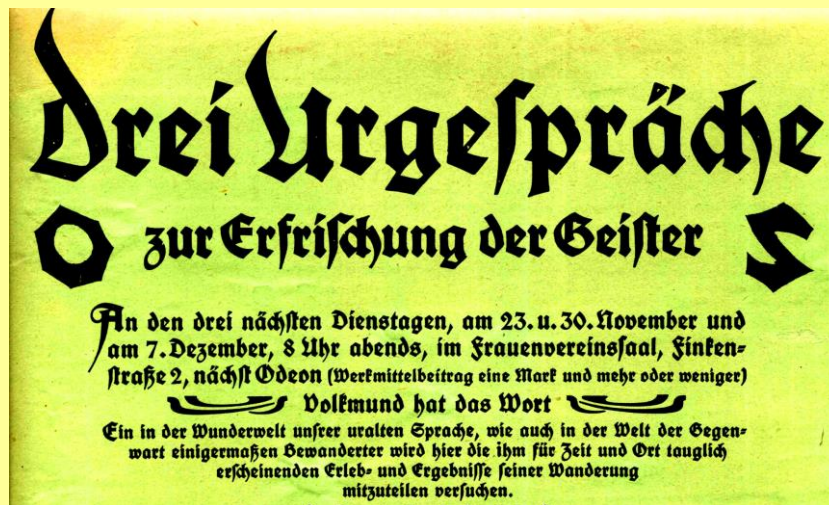 Drei Urgespräche
zur Erfrischung der Geister
An den drei nächsten Dienstagen, am 23. u. 30. November und
am 7. Dezember, 8 Uhr abends, im Frauenvereinssaal, Finken-
straße 2, nächst Odeon (Werkmittelbeitrag eine Mark und mehr oder weniger)
Volkmund hat das Wort
Ein in der Wunderwelt unsrer uralten Sprache, wie auch in der Welt der Gegen-
wart einigermaßen Bewanderter wird hier die ihm für Zeit und Ort tauglich
erscheinenden Erleb- und Ergebnisse seiner Wanderung
mitzuteilen versuchen.